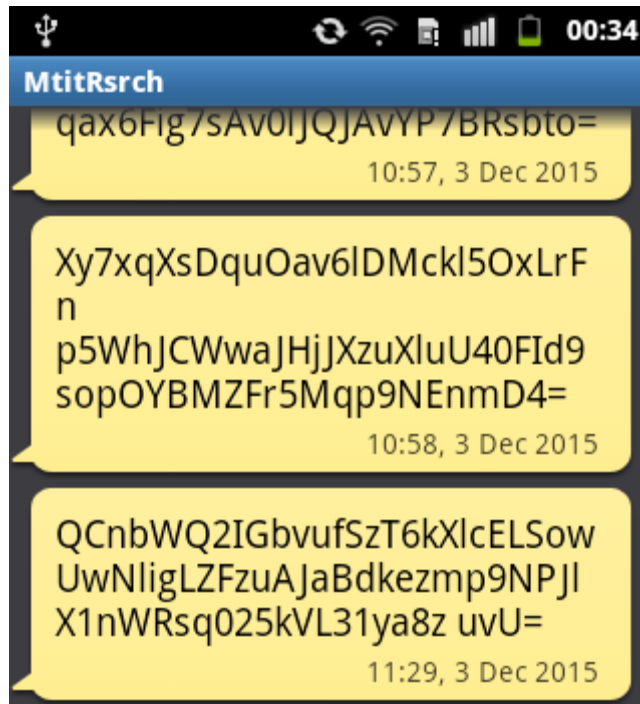 00:34
MtitRsrch
qax6Fig7sAv0lJQJAvYP7BRsbto=
10:57, 3 Dec 2015
Xy7xqXsDquOav6lDMckl5OxLrF
n
p5WhJCWwaJHjJXzuXluU40FId9
sopOYBMZFr5Mqp9NEnmD4=
10:58, 3 Dec 2015
QCnbWQ2IGbvufSzT6kXlcELSow
UwNligLZFzuAJaBdkezmp9NPJl
X1nWRsq025kVL31ya8z uvU=
11:29, 3 Dec 2015